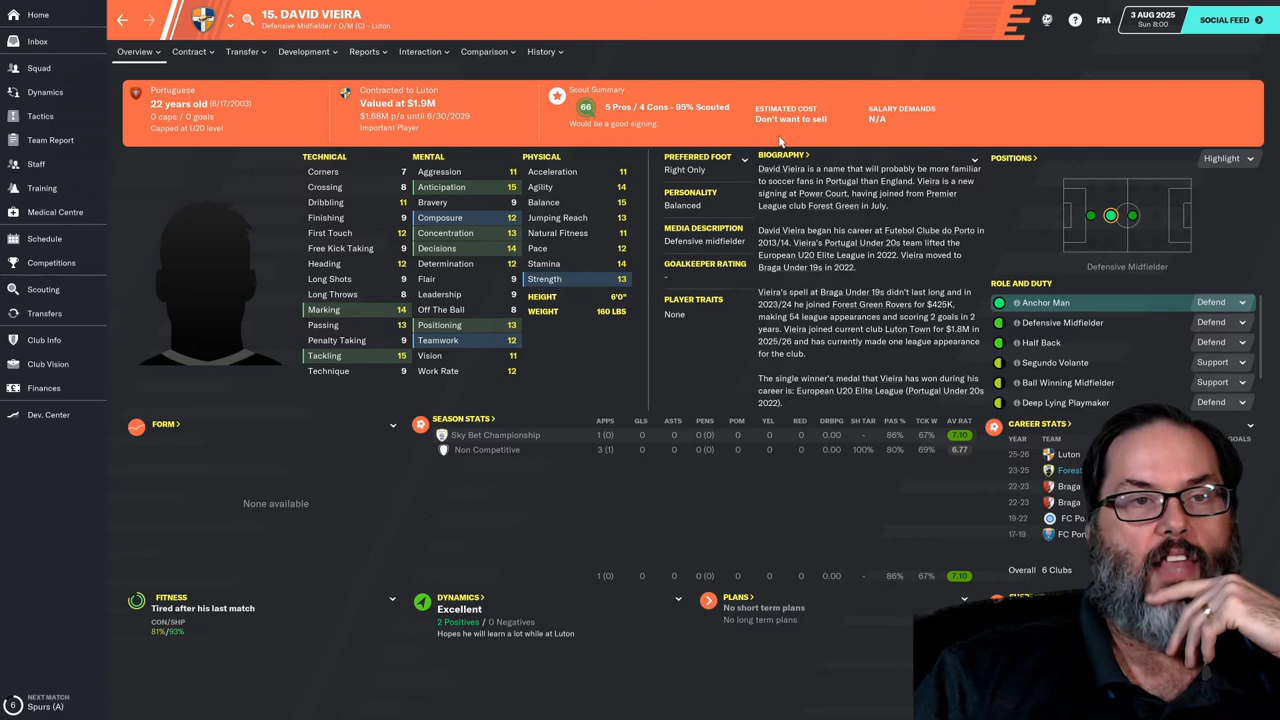 Home
Inbox
Squad
Dynamics
Tactics
Team Report
Staff
Training
Medical Centre
Schedule
Competitions
Scouting
Transfers
Club Info
Club Vision
Finances
Dev. Center
NEXT MATCH
6
Spurs (A)
15. DAVID VIEIRA
Defensive Midfielder / D/M (C) - Luton
?
FM
3 AUG 2025
Sun 8:00
SOCIAL FEED
Overview
Contract
Transfer
Development
Reports
Interaction
Comparison
History
Portuguese
22 years old (6/17/2003)
0 caps / 0 goals
Capped at U20 level
Contracted to Luton
Valued at $1.9M
$1.68M p/a until 6/30/2029
Important Player
Scout Summary
66 5 Pros / 4 Cons - 95% Scouted
Would be a good signing.
ESTIMATED COST
Don't want to sell
SALARY DEMANDS
N/A
TECHNICAL
Corners 7
Crossing 8
Dribbling 11
Finishing 9
First Touch 12
Free Kick Taking 9
Heading 12
Long Shots 9
Long Throws 8
Marking 14
Passing 13
Penalty Taking 9
Tackling 15
Technique 9
MENTAL
Aggression 11
Anticipation 15
Bravery 9
Composure 12
Concentration 13
Decisions 14
Determination 12
Flair 9
Leadership 9
Off The Ball 8
Positioning 13
Teamwork 12
Vision 11
Work Rate 12
PHYSICAL
Acceleration 11
Agility 14
Balance 15
Jumping Reach 13
Natural Fitness 11
Pace 12
Stamina 14
Strength 13
HEIGHT 6'0"
WEIGHT 160 LBS
PREFERRED FOOT
Right Only
PERSONALITY
Balanced
MEDIA DESCRIPTION
Defensive midfielder
GOALKEEPER RATING
-
PLAYER TRAITS
None
BIOGRAPHY
David Vieira is a name that will probably be more familiar
to soccer fans in Portugal than England. Vieira is a new
signing at Power Court, having joined from Premier
League club Forest Green in July.
David Vieira began his career at Futebol Clube do Porto in
2013/14. Vieira's Portugal Under 20s team lifted the
European U20 Elite League in 2022. Vieira moved to
Braga Under 19s in 2022.
Vieira's spell at Braga Under 19s didn't last long and in
2023/24 he joined Forest Green Rovers for $425K,
making 54 league appearances and scoring 2 goals in 2
years. Vieira joined current club Luton Town for $1.8M in
2025/26 and has currently made one league appearance
for the club.
The single winner's medal that Vieira has won during his
career is: European U20 Elite League (Portugal Under 20s
2022).
POSITIONS
Highlight
Defensive Midfielder
ROLE AND DUTY
Anchor Man Defend
Defensive Midfielder Defend
Half Back Defend
Segundo Volante Support
Ball Winning Midfielder Support
Deep Lying Playmaker Defend
FORM
None available
SEASON STATS APPS GLS ASTS PENS POM YEL RED DRBPG SH TAR PAS % TCK W AV RAT
Sky Bet Championship 1 (0) 0 0 0 (0) 0 0 0 0.00 - 86% 67% 7.10
Non Competitive 3 (1) 0 0 0 (0) 0 0 0 0.00 100% 80% 69% 6.77
1 (0) 0 0 0 (0) 0 0 0 0.00 - 86% 67% 7.10
CAREER STATS
YEAR TEAM GOALS
25-26 Luton
23-25 Forest
22-23 Braga
22-23 Braga
19-22 FC Po
17-19 FC Por
Overall 6 Clubs
FITNESS
Tired after his last match
CON/SHP
81%/93%
DYNAMICS
Excellent
2 Positives / 0 Negatives
Hopes he will learn a lot while at Luton
PLANS
No short term plans
No long term plans